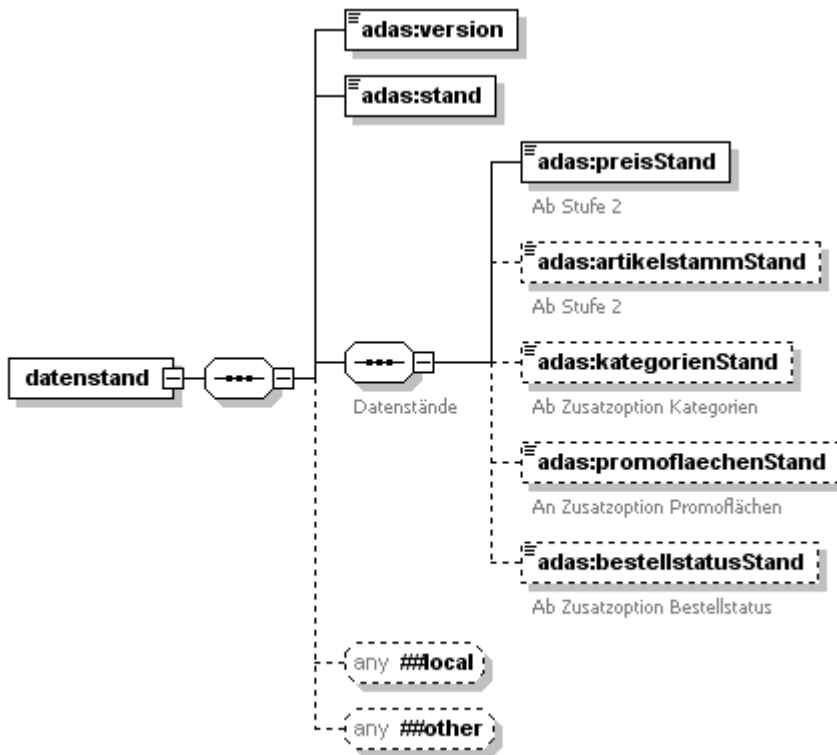 adas:version
adas:stand
adas:preisStand
Ab Stufe 2
adas:artikelstammStand
Ab Stufe 2
datenstand
Datenstände
adas:kategorienStand
Ab Zusatzoption Kategorien
adas:promoflaechenStand
An Zusatzoption Promoflächen
adas:bestellstatusStand
Ab Zusatzoption Bestellstatus
any ##local
any ##other